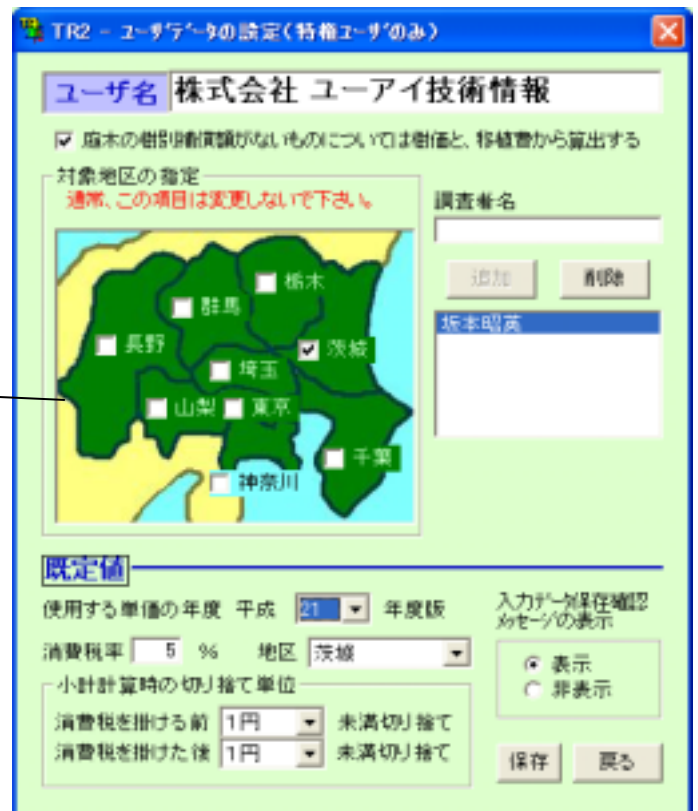 TR2 - ユーザデータの設定(特権ユーザのみ)
ユーザ名 株式会社 ユーアイ技術情報
庭木の樹別補償額がないものについては樹価と、移植費から算出する
対象地区の指定
通常、この項目は変更しないで下さい。
調査者名
追加 削除
坂本昭英
栃木
群馬
長野
茨城
埼玉
山梨 東京
千葉
神奈川
既定値
使用する単価の年度 平成 21 年度版
入力データ保存確認
メッセージの表示
消費税率 5 % 地区 茨城
表示
非表示
小計計算時の切り捨て単位
消費税を掛ける前 1円 未満切り捨て
消費税を掛けた後 1円 未満切り捨て
保存 戻る